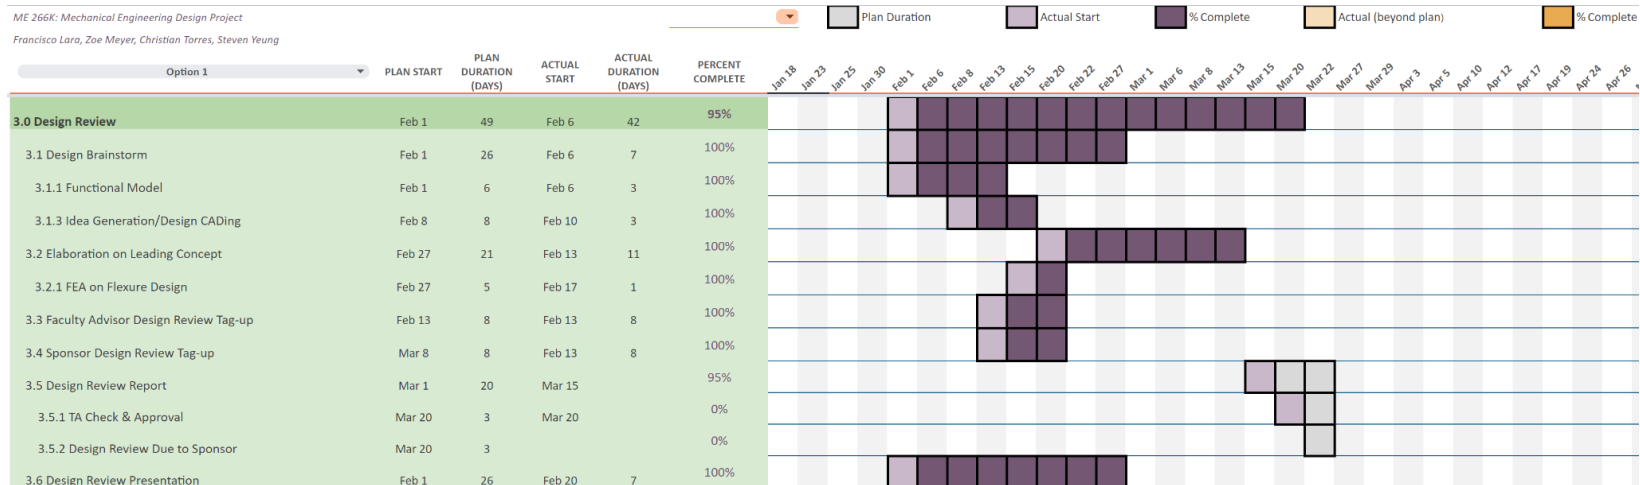 ME 266K: Mechanical Engineering Design Project
Plan Duration Actual Start % Complete Actual (beyond plan) % Complete
Francisco Lara, Zoe Meyer, Christian Torres, Steven Yeung
Option 1 PLAN START PLAN DURATION (DAYS) ACTUAL START ACTUAL DURATION (DAYS) PERCENT COMPLETE
Jan 18 Jan 23 Jan 25 Jan 30 Feb 1 Feb 6 Feb 8 Feb 13 Feb 15 Feb 20 Feb 22 Feb 27 Mar 1 Mar 6 Mar 8 Mar 13 Mar 15 Mar 20 Mar 22 Mar 27 Mar 29 Apr 3 Apr 5 Apr 10 Apr 12 Apr 17 Apr 19 Apr 24 Apr 26
3.0 Design Review Feb 1 49 Feb 6 42 95%
3.1 Design Brainstorm Feb 1 26 Feb 6 7 100%
3.1.1 Functional Model Feb 1 6 Feb 6 3 100%
3.1.3 Idea Generation/Design CADing Feb 8 8 Feb 10 3 100%
3.2 Elaboration on Leading Concept Feb 27 21 Feb 13 11 100%
3.2.1 FEA on Flexure Design Feb 27 5 Feb 17 1 100%
3.3 Faculty Advisor Design Review Tag-up Feb 13 8 Feb 13 8 100%
3.4 Sponsor Design Review Tag-up Mar 8 8 Feb 13 8 100%
3.5 Design Review Report Mar 1 20 Mar 15 95%
3.5.1 TA Check & Approval Mar 20 3 Mar 20 0%
3.5.2 Design Review Due to Sponsor Mar 20 3 0%
3.6 Design Review Presentation Feb 1 26 Feb 20 7 100%